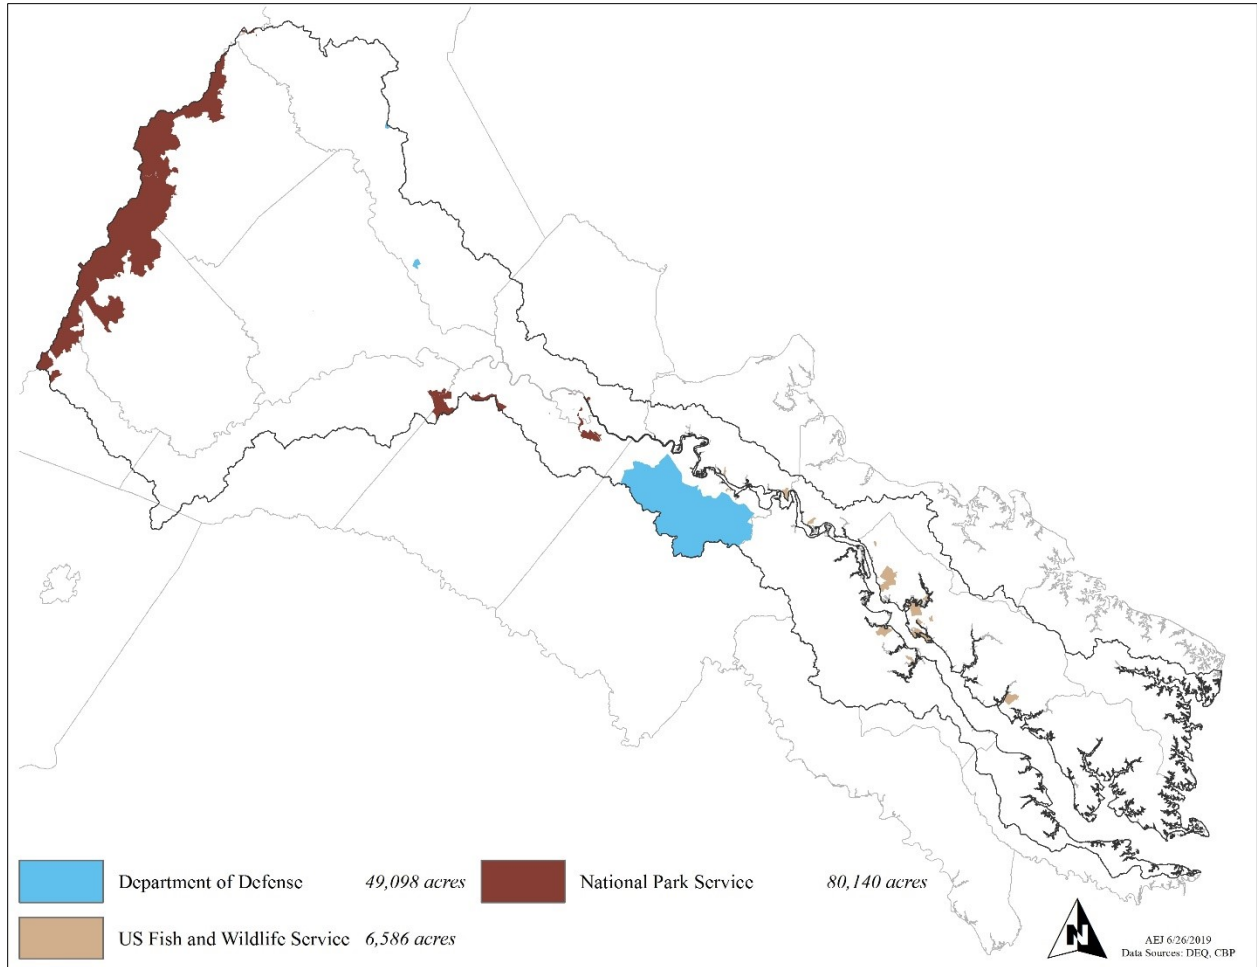 Department of Defense 49,098 acres
National Park Service 80,140 acres
US Fish and Wildlife Service 6,586 acres
N
AEJ 6/26/2019
Data Sources: DEQ, CBP